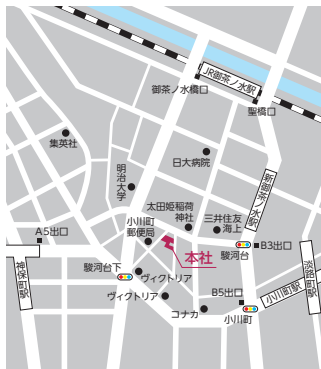 JR御茶ノ水駅
御茶ノ水橋口
聖橋口
集英社
日大病院
明治
大学
新御茶ノ水駅
太田姫稲荷
神社
三井住友
海上
小川町
郵便局
A5出口
本社
駿河台
B3出口
神保町駅
駿河台下
ヴィクトリア
ヴィクトリア
淡路町駅
小川町駅
B5出口
コナカ
小川町